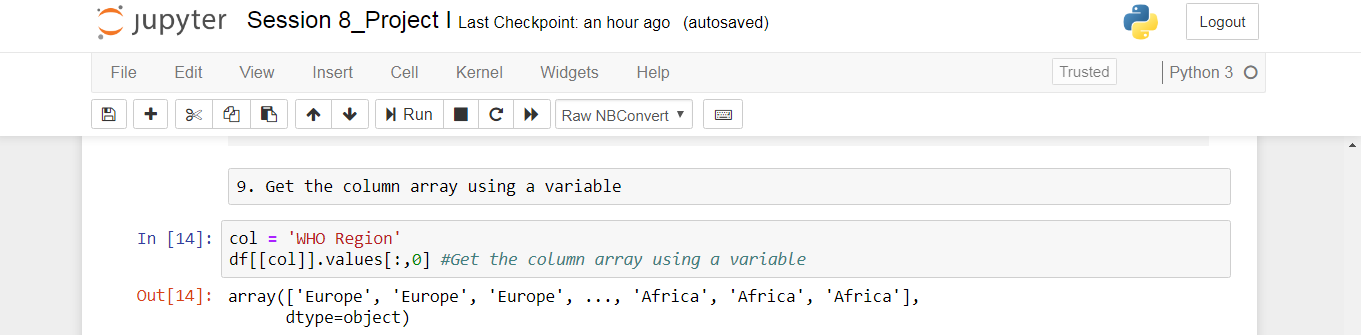 jupyter Session 8_Project I Last Checkpoint: an hour ago (autosaved)
Logout
File Edit View Insert Cell Kernel Widgets Help Trusted Python 3
Run Raw NBConvert
9. Get the column array using a variable
In [14]: col = 'WHO Region'
df[[col]].values[:,0] #Get the column array using a variable
Out[14]: array(['Europe', 'Europe', 'Europe', ..., 'Africa', 'Africa', 'Africa'],
dtype=object)